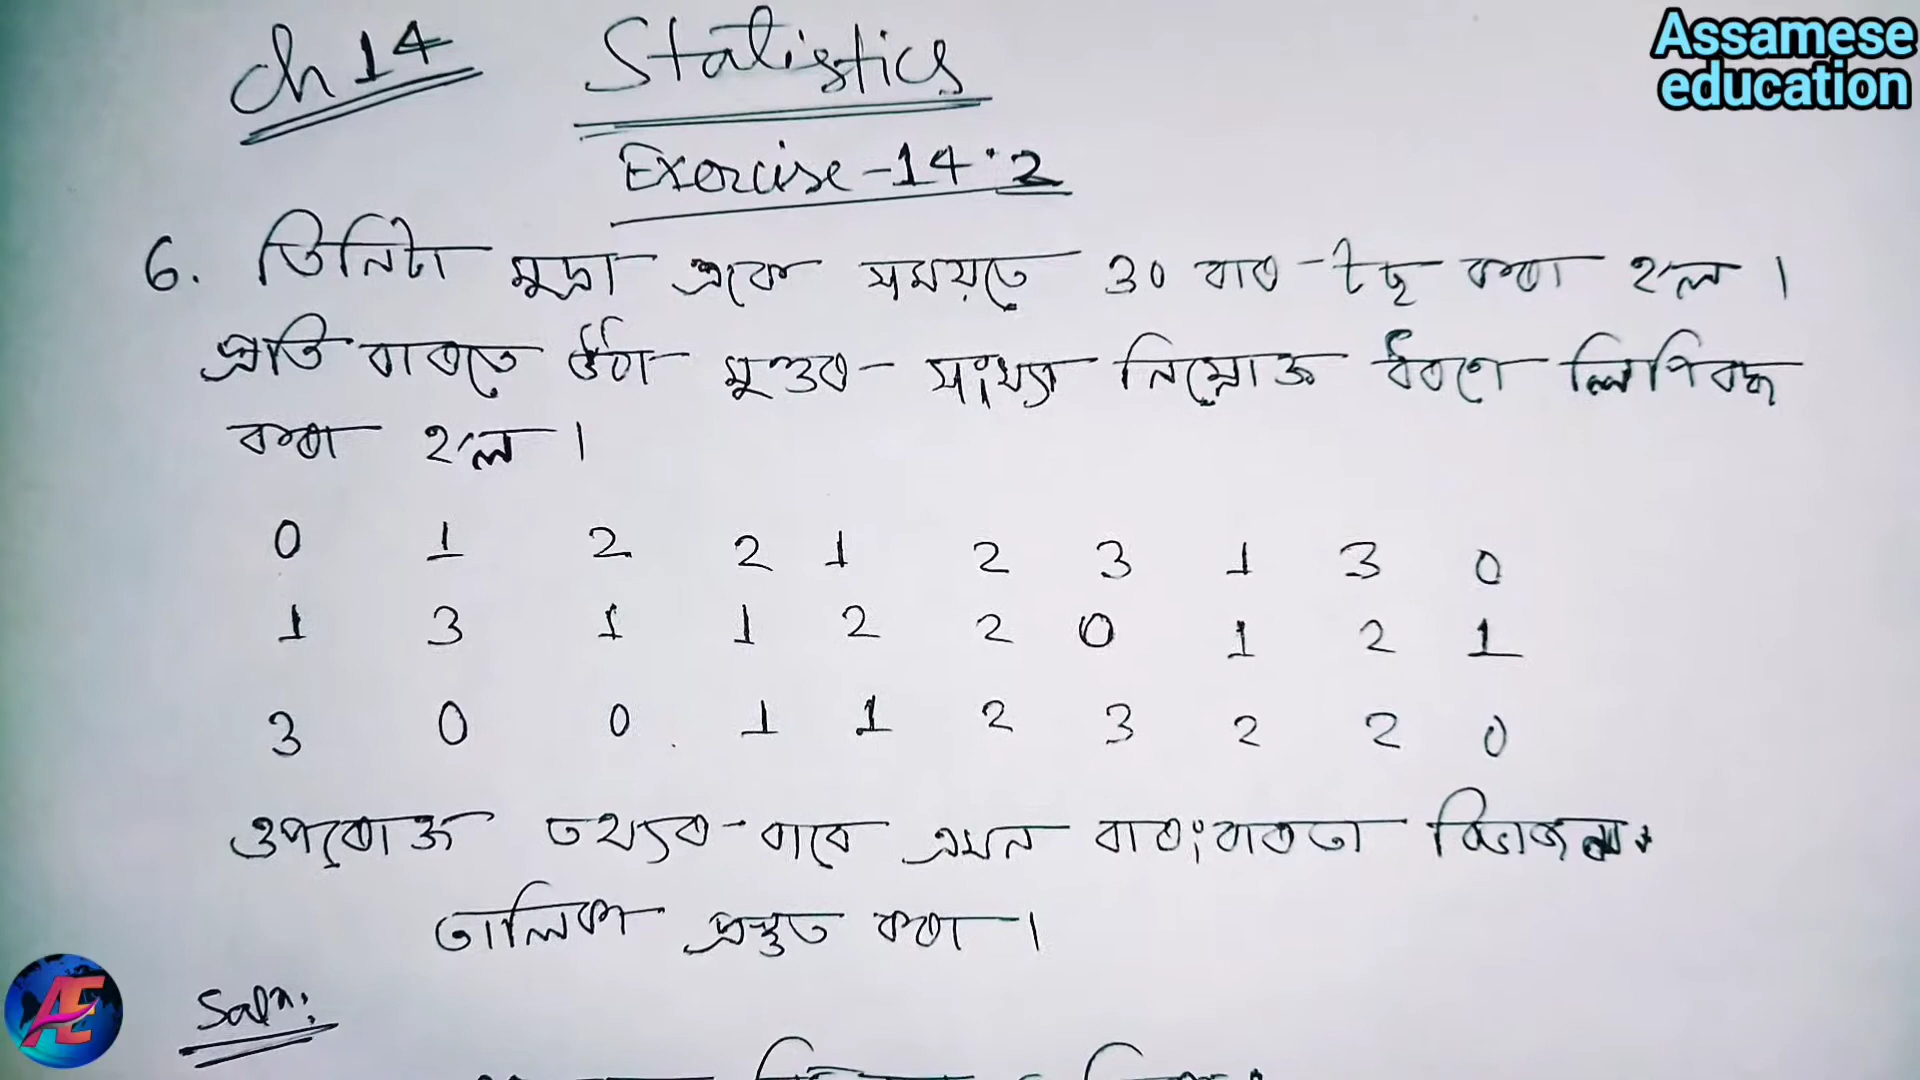 Ch 14 Statistics
Assamese
education
Exercise-14.2
6. তিনিটা মুদ্ৰা একে সময়তে 30 বাৰ টছ কৰা হ'ল।
প্ৰতি বাৰতে উঠা মুণ্ডৰ সংখ্যা নিম্নোক্ত ধৰণে লিপিবদ্ধ
কৰা হ'ল।
0 1 2 2 1 2 3 1 3 0
1 3 1 1 2 2 0 1 2 1
3 0 0 1 1 2 3 2 2 0
ওপৰোক্ত তথ্যৰ বাবে এখন বাৰংবাৰতা বিভাজন
তালিকা প্ৰস্তুত কৰা।
AE
Soln: